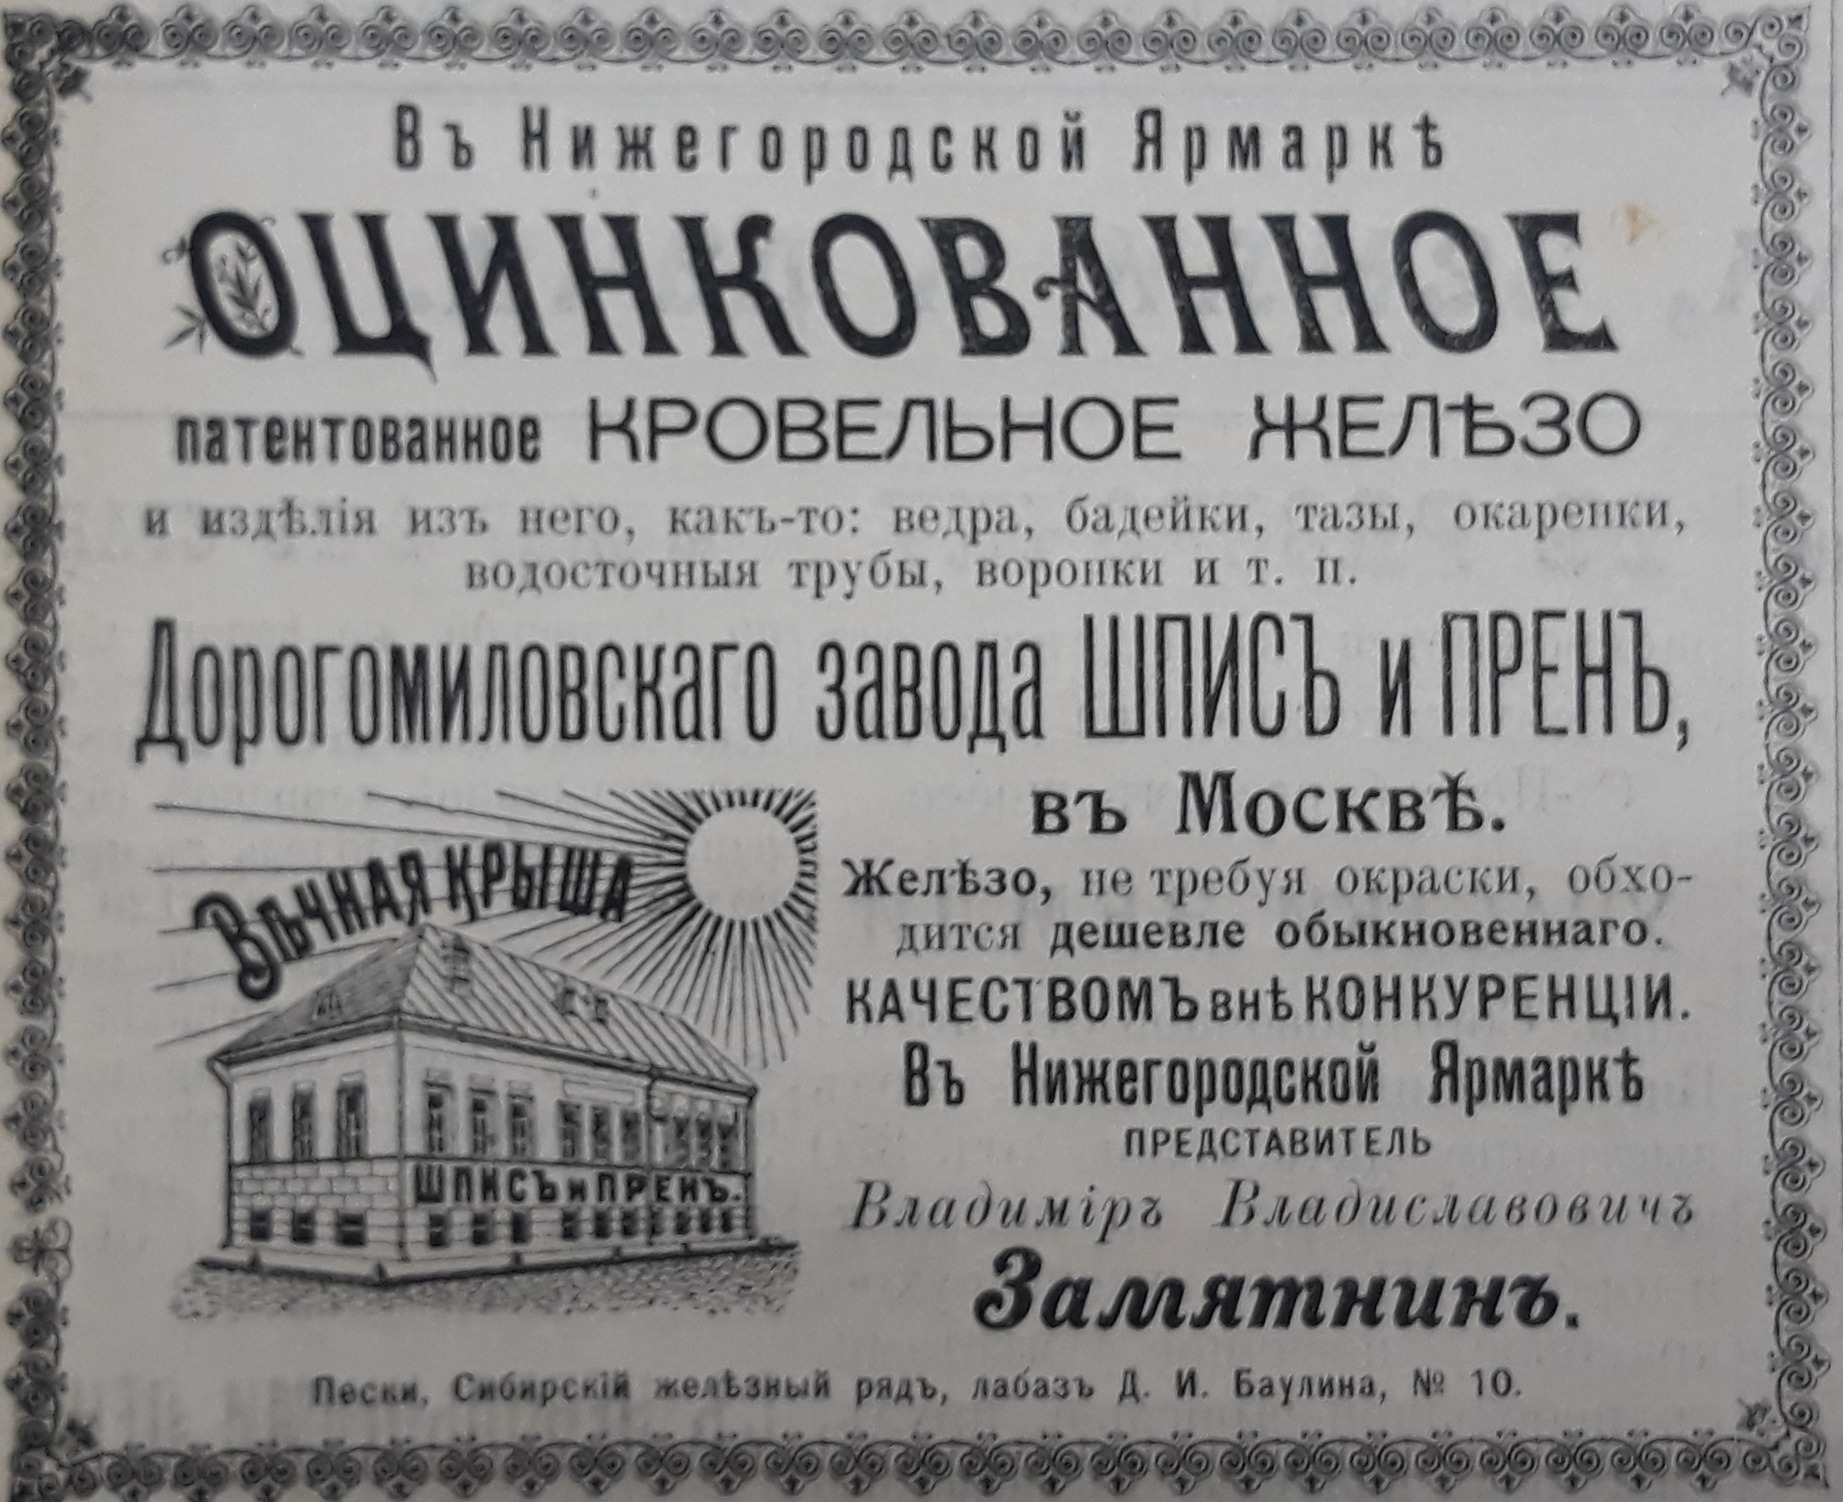 Въ Нижегородской Ярмаркѣ
ОЦИНКОВАННОЕ
патентованное КРОВЕЛЬНОЕ ЖЕЛѢЗО
и издѣлія изъ него, какъ-то: ведра, бадейки, тазы, окаренки,
водосточныя трубы, воронки и т. п.
Дорогомиловскаго завода ШПИСЪ и ПРЕНЪ,
въ Москвѣ.
ВѢЧНАЯ КРЫША
ШПИСЪ и ПРЕНЪ.
Желѣзо, не требуя окраски, обхо-
дится дешевле обыкновеннаго.
КАЧЕСТВОМЪ внѣ КОНКУРЕНЦІИ.
Въ Нижегородской Ярмаркѣ
ПРЕДСТАВИТЕЛЬ
Владиміръ Владиславовичъ
Замятнинъ.
Пески, Сибирскій желѣзный рядъ, лабазъ Д. И. Баулина, № 10.